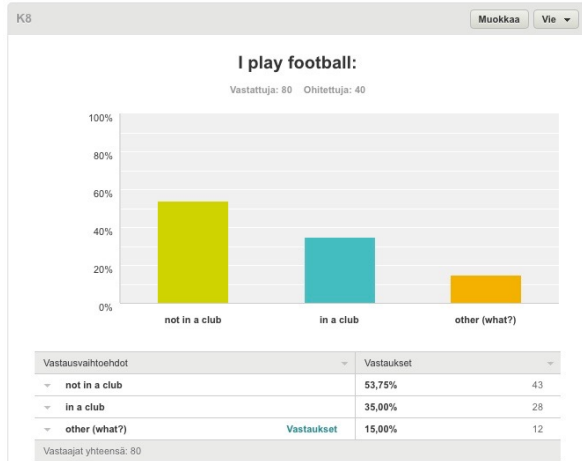 K8 Muokkaa Vie
I play football:
Vastattuja: 80 Ohitettuja: 40
100%
80%
60%
40%
20%
0%
not in a club in a club other (what?)
Vastausvaihtoehdot Vastaukset
not in a club 53,75% 43
in a club 35,00% 28
other (what?) Vastaukset 15,00% 12
Vastaajat yhteensä: 80